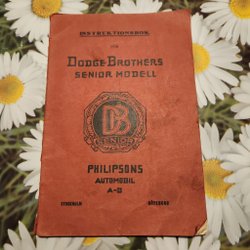 INSTRUKTIONSBOK
FÖR
DODGE BROTHERS
SENIOR MODELL
DB
SENIOR
PHILIPSONS
AUTOMOBIL
A-B
STOCKHOLM GÖTEBORG